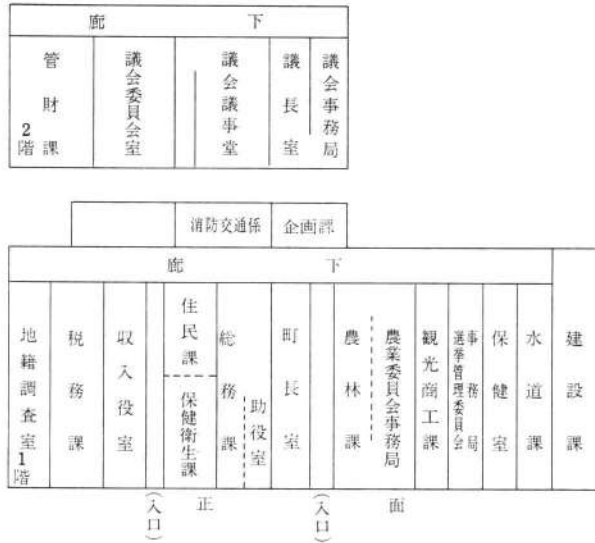 廊下
管財課
2階
議会委員会室
議会議事堂
議長室
議会事務局
消防交通係
企画課
廊下
地籍調査室
1階
税務課
収入役室
住民課
保健衛生課
総務課
助役室
町長室
農林課
農業委員会事務局
観光商工課
選挙管理委員会
事務局
保健室
水道課
建設課
(入口)
正面
(入口)